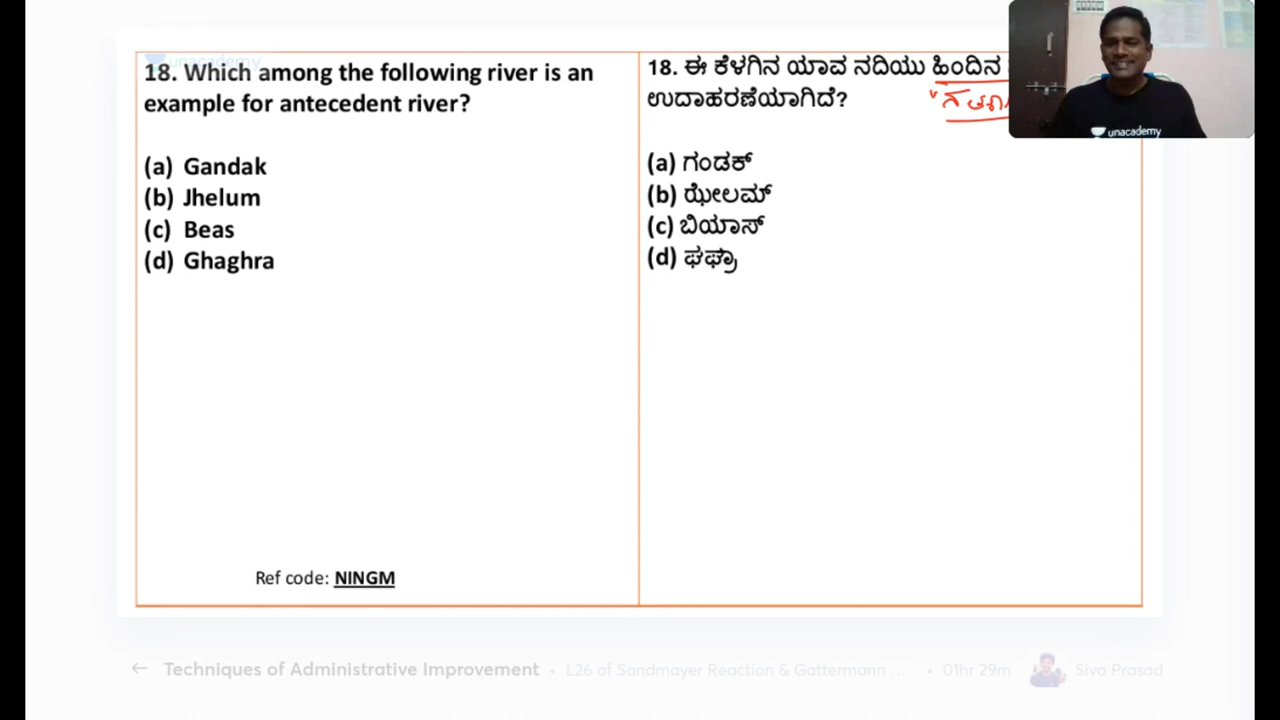 unacademy
18. Which among the following river is an
example for antecedent river?
(a) Gandak
(b) Jhelum
(c) Beas
(d) Ghaghra
Ref code: NINGM
18. ಈ ಕೆಳಗಿನ ಯಾವ ನದಿಯು ಹಿಂದಿನ
ಉದಾಹರಣೆಯಾಗಿದೆ?
(a) ಗಂಡಕ್
(b) ಝೇಲಮ್
(c) ಬಿಯಾಸ್
(d) ಘಘ್ರಾ
unacademy
← Techniques of Administrative Improvement • L26 of Sandmayer Reaction & Gattermann ... • 01hr 29m Siva Prasad